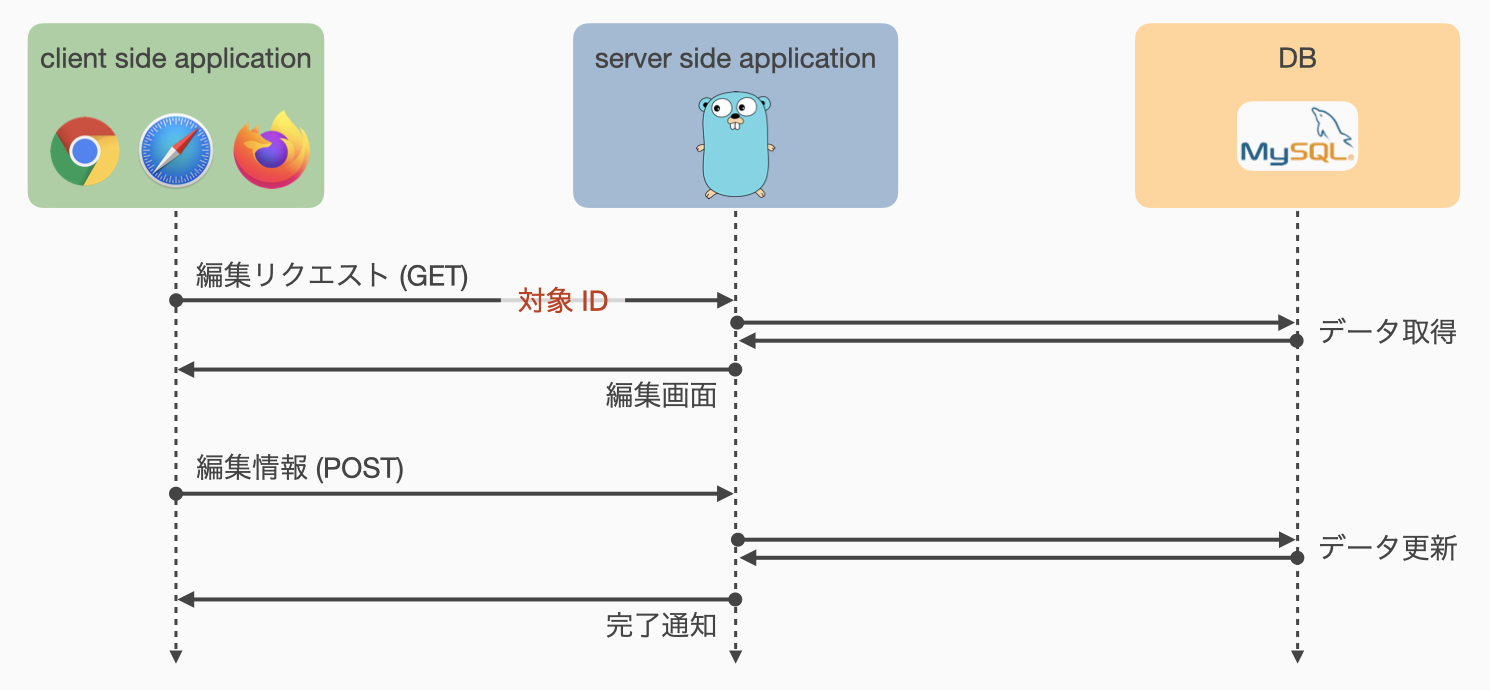 client side application
server side application
DB
MySQL
編集リクエスト (GET)
対象 ID
データ取得
編集画面
編集情報 (POST)
データ更新
完了通知